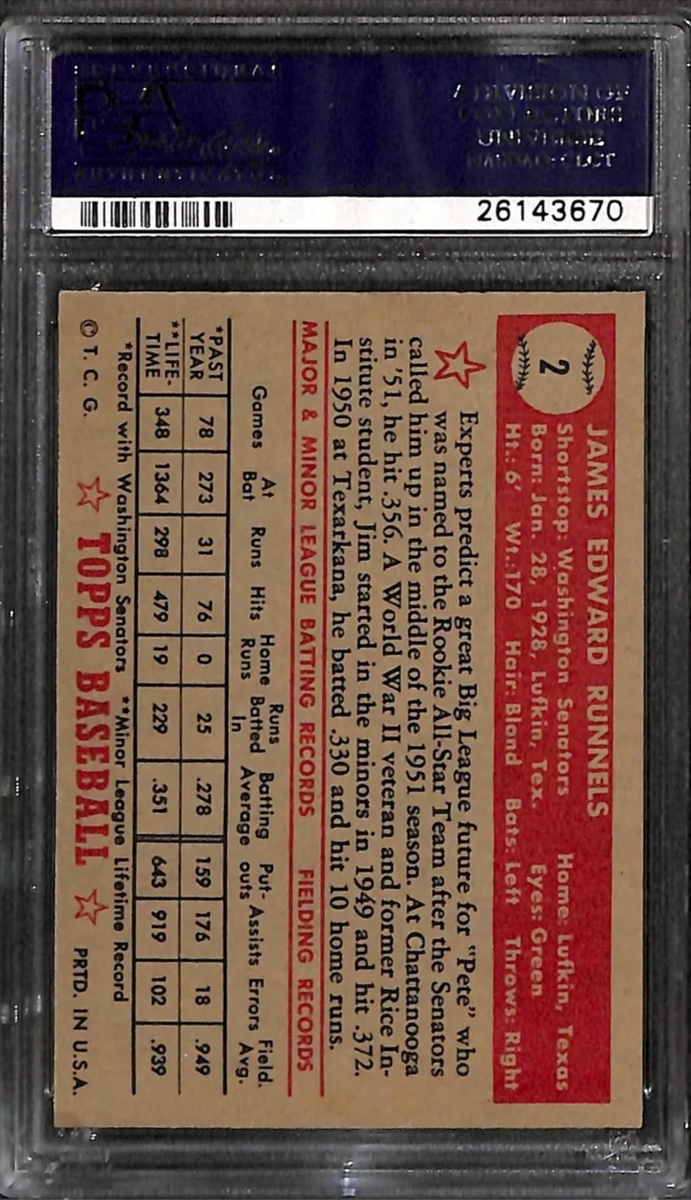 A DIVISION OF
COLLECTORS
UNIVERSE
NASDAQ: CLCT
26143670
2
JAMES EDWARD RUNNELS
Shortstop: Washington Senators Home: Lufkin, Texas
Born: Jan. 28, 1928, Lufkin, Tex. Eyes: Green
Ht.: 6' Wt.: 170 Hair: Blond Bats: Left Throws: Right
Experts predict a great Big League future for "Pete" who
was named to the Rookie All-Star Team after the Senators
called him up in the middle of the 1951 season. At Chattanooga
in '51, he hit .356. A World War II veteran and former Rice In-
stitute student, Jim started in the minors in 1949 and hit .372.
In 1950 at Texarkana, he batted .330 and hit 10 home runs.
MAJOR & MINOR LEAGUE BATTING RECORDS FIELDING RECORDS
Games At Bat Runs Hits Home Runs Runs Batted In Batting Average Put-outs Assists Errors Field. Avg.
*PAST YEAR 78 273 31 76 0 25 .278 159 176 18 .949
**LIFE-TIME 348 1364 298 479 19 229 .351 643 919 102 .939
*Record with Washington Senators **Minor League Lifetime Record
© T. C. G. TOPPS BASEBALL PRTD. IN U.S.A.